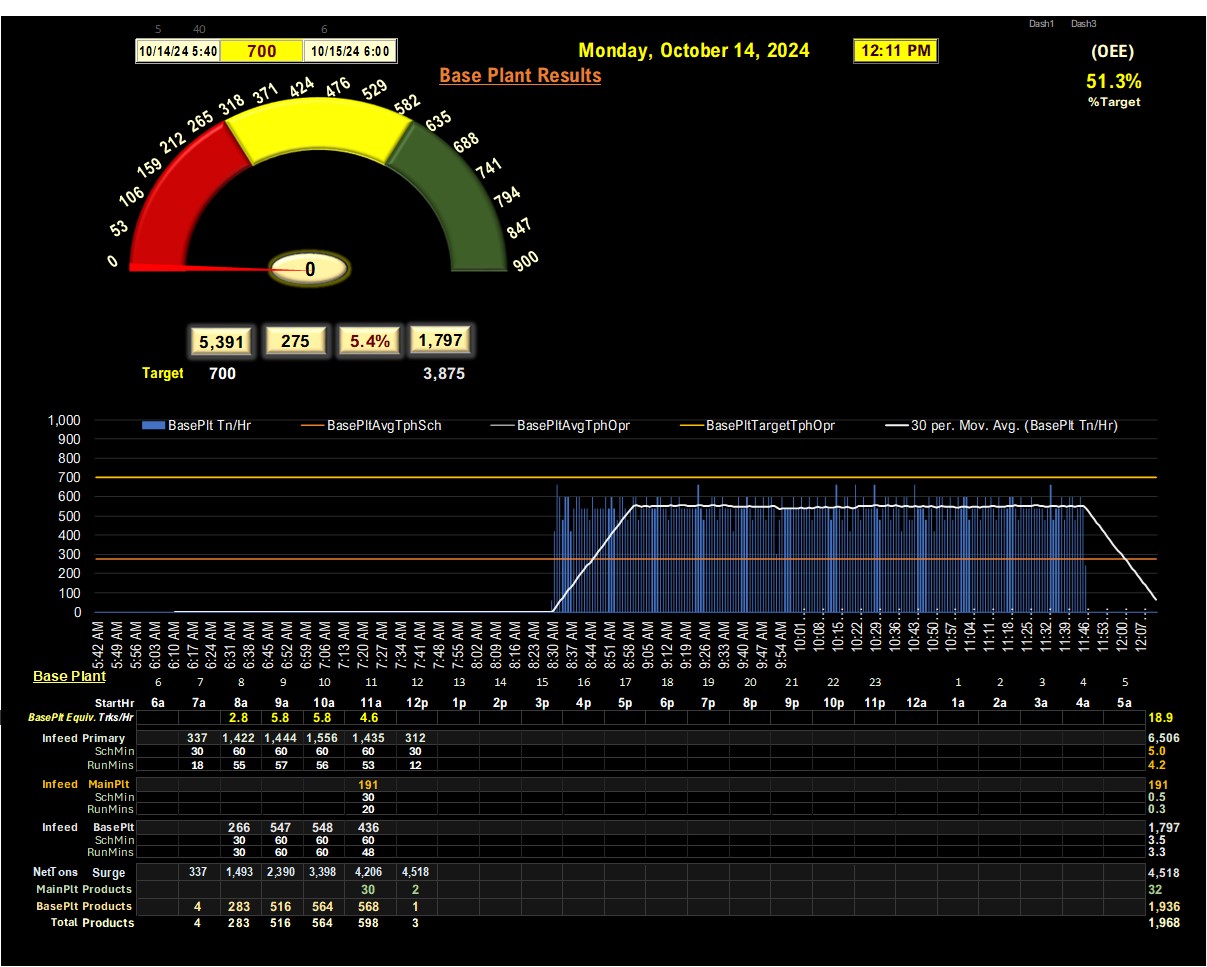 5 40 6 Dash1 Dash3
10/14/24 5:40 700 10/15/24 6:00 Monday, October 14, 2024 12:11 PM (OEE)
Base Plant Results 51.3%
%Target
0 53 106 159 212 265 318 371 424 476 529 582 635 688 741 794 847 900
0
5,391 275 5.4% 1,797
Target 700 3,875
BasePlt Tn/Hr BasePltAvgTphSch BasePltAvgTphOpr BasePltTargetTphOpr 30 per. Mov. Avg. (BasePlt Tn/Hr)
1,000
900
800
700
600
500
400
300
200
100
0
5:42 AM 5:49 AM 5:56 AM 6:03 AM 6:10 AM 6:17 AM 6:24 AM 6:31 AM 6:38 AM 6:45 AM 6:52 AM 6:59 AM 7:06 AM 7:13 AM 7:20 AM 7:27 AM 7:34 AM 7:41 AM 7:48 AM 7:55 AM 8:02 AM 8:09 AM 8:16 AM 8:23 AM 8:30 AM 8:37 AM 8:44 AM 8:51 AM 8:58 AM 9:05 AM 9:12 AM 9:19 AM 9:26 AM 9:33 AM 9:40 AM 9:47 AM 9:54 AM 10:01… 10:08… 10:15… 10:22… 10:29… 10:36… 10:43… 10:50… 10:57… 11:04… 11:11… 11:18… 11:25… 11:32… 11:39… 11:46… 11:53… 12:00… 12:07…
Base Plant 6 7 8 9 10 11 12 13 14 15 16 17 18 19 20 21 22 23 1 2 3 4 5
StartHr 6a 7a 8a 9a 10a 11a 12p 1p 2p 3p 4p 5p 6p 7p 8p 9p 10p 11p 12a 1a 2a 3a 4a 5a
BasePlt Equiv. Trks/Hr 2.8 5.8 5.8 4.6 18.9
Infeed Primary 337 1,422 1,444 1,556 1,435 312 6,506
SchMin 30 60 60 60 60 30 5.0
RunMins 18 55 57 56 53 12 4.2
Infeed MainPlt 191 191
SchMin 30 0.5
RunMins 20 0.3
Infeed BasePlt 266 547 548 436 1,797
SchMin 30 60 60 60 3.5
RunMins 30 60 60 48 3.3
NetTons Surge 337 1,493 2,390 3,398 4,206 4,518 4,518
MainPlt Products 30 2 32
BasePlt Products 4 283 516 564 568 1 1,936
Total Products 4 283 516 564 598 3 1,968